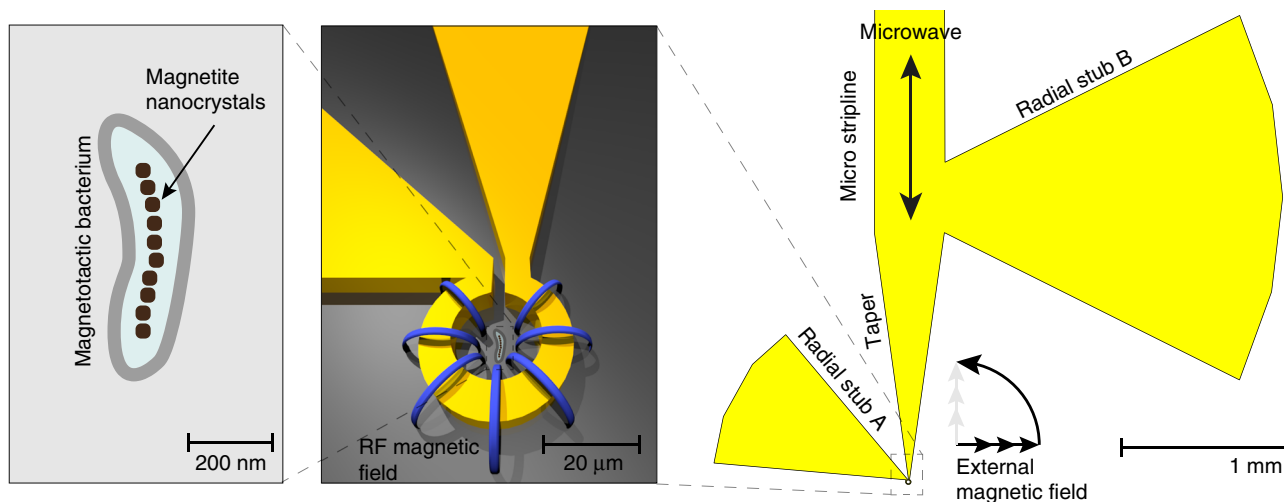 Magnetite
nanocrystals
Magnetotactic bacterium
200 nm
RF magnetic
field
20 μm
Microwave
Micro stripline
Radial stub B
Taper
Radial stub A
External
magnetic field
1 mm